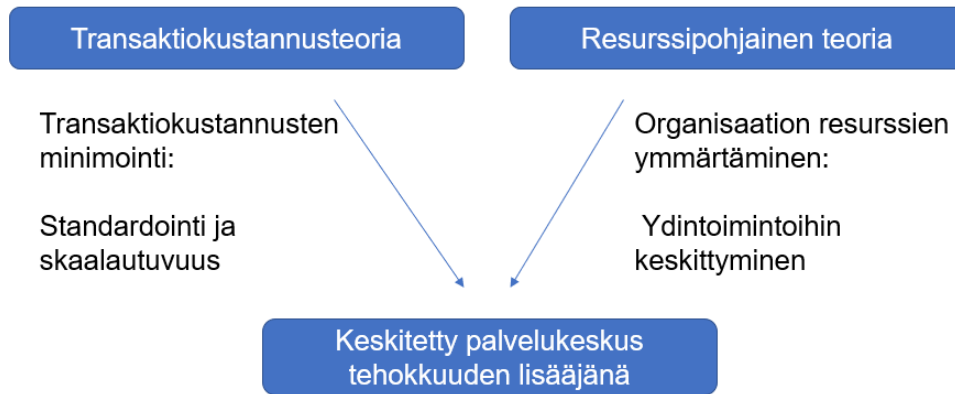 Transaktiokustannusteoria
Resurssipohjainen teoria
Transaktiokustannusten
minimointi:
Standardointi ja
skaalautuvuus
Organisaation resurssien
ymmärtäminen:
Ydintoimintoihin
keskittyminen
Keskitetty palvelukeskus
tehokkuuden lisääjänä